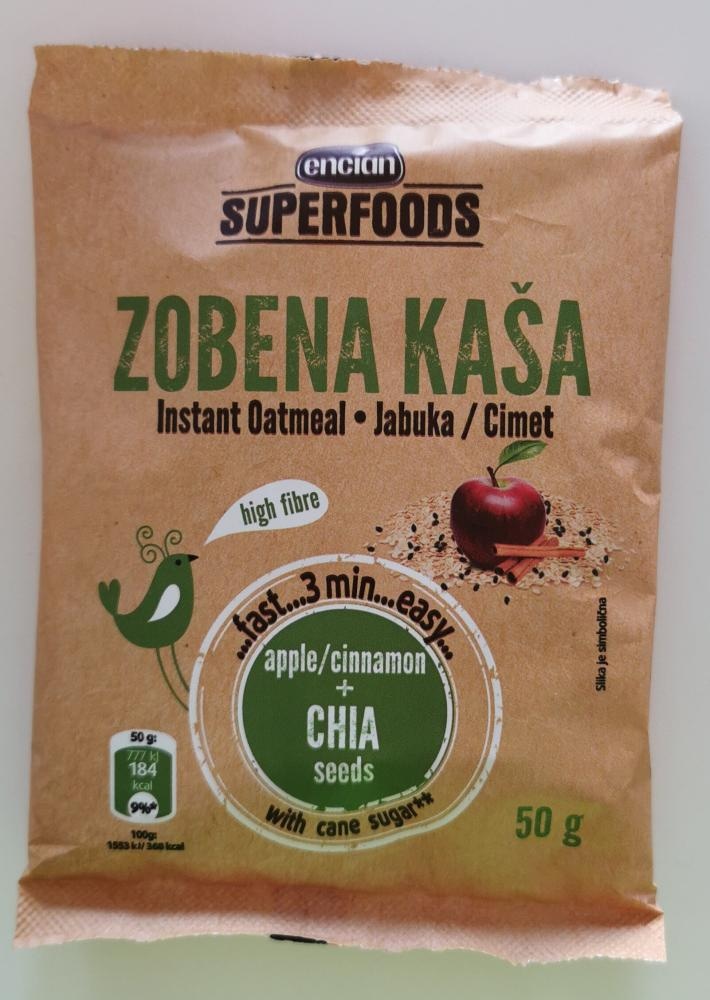 encian
SUPERFOODS
ZOBENA KAŠA
Instant Oatmeal • Jabuka / Cimet
high fibre
...fast...3 min...easy...
apple/cinnamon
+
CHIA
seeds
with cane sugar**
Slika je simbolična
50 g:
777 kJ
184
kcal
9%*
100g:
1553 kJ/ 368 kcal
50 g